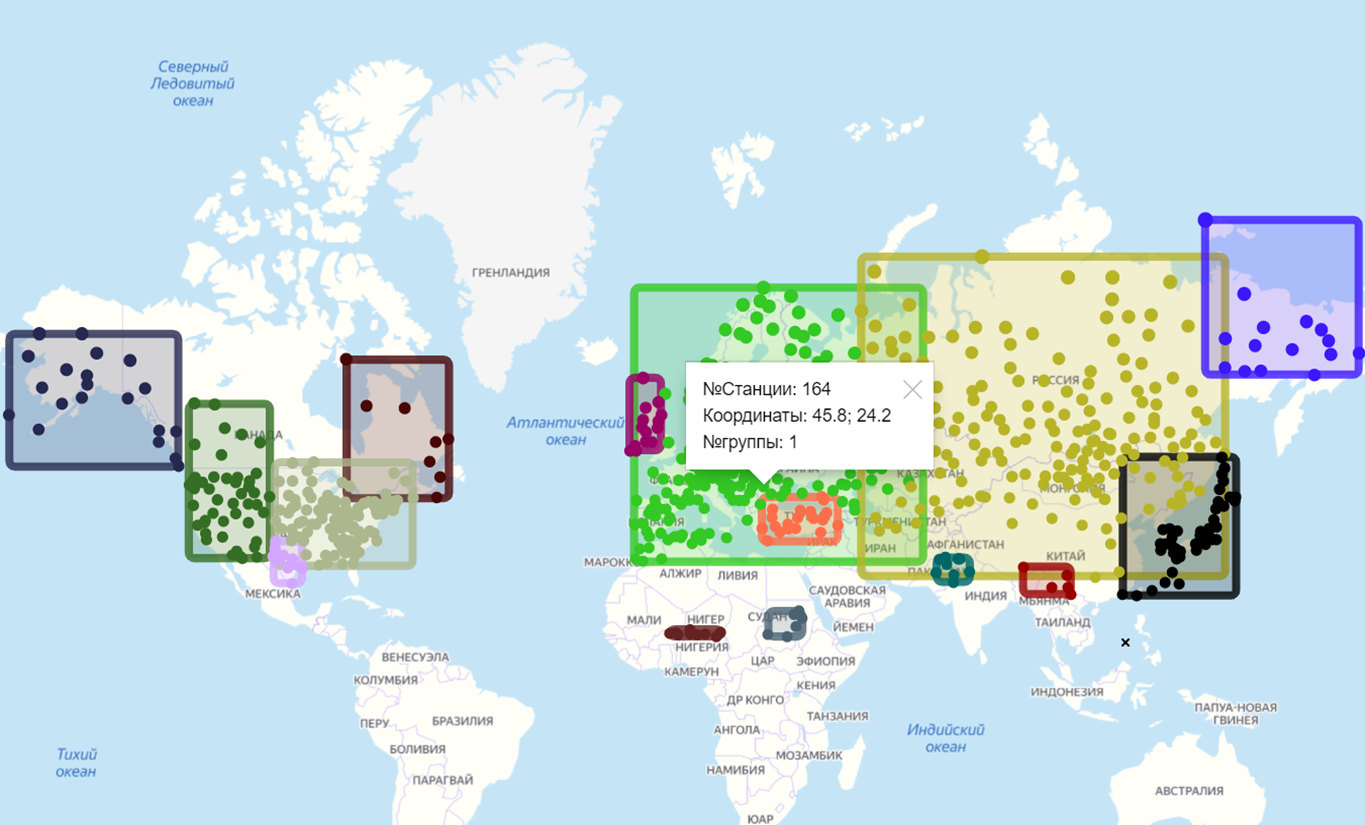 Северный
Ледовитый
океан
ГРЕНЛАНДИЯ
№Станции: 164
Координаты: 45.8; 24.2
№группы: 1
РОССИЯ
Атлантический
океан
КАНАДА
КАЗАХСТАН
МОНГОЛИЯ
ТУРКМЕНИСТАН
ИРАК
ИРАН
АФГАНИСТАН
КИТАЙ
МАРОККО
АЛЖИР
ЛИВИЯ
САУДОВСКАЯ
АРАВИЯ
ИНДИЯ
МЬЯНМА
МЕКСИКА
МАЛИ
НИГЕР
СУДАН
ЙЕМЕН
ТАИЛАНД
НИГЕРИЯ
ВЕНЕСУЭЛА
ЦАР
ЭФИОПИЯ
КОЛУМБИЯ
КАМЕРУН
КЕНИЯ
ИНДОНЕЗИЯ
ДР КОНГО
ПАПУА-НОВАЯ
ГВИНЕЯ
ПЕРУ
БРАЗИЛИЯ
ТАНЗАНИЯ
АНГОЛА
Индийский
океан
БОЛИВИЯ
МОЗАМБИК
Тихий
океан
НАМИБИЯ
ПАРАГВАЙ
АВСТРАЛИЯ
ЮАР